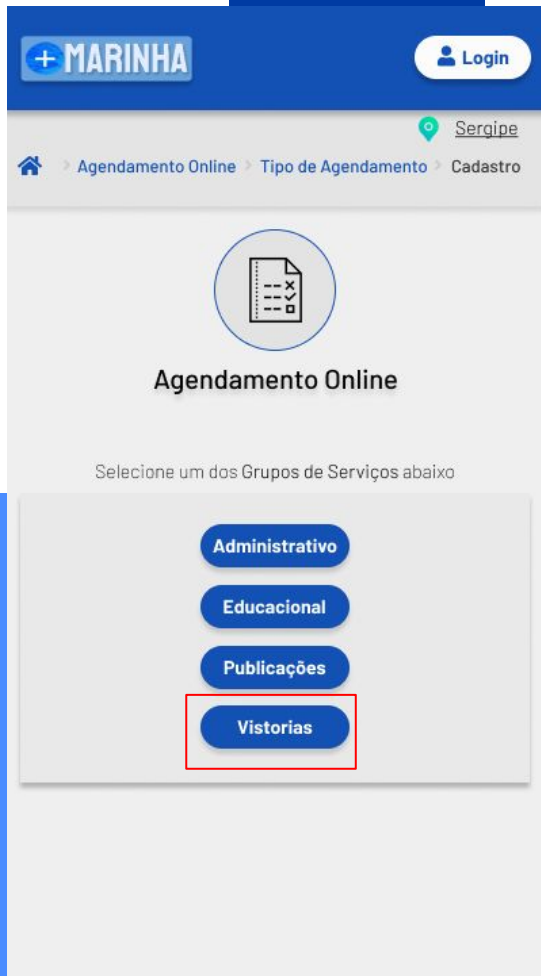 +MARINHA
Login
Sergipe
Agendamento Online > Tipo de Agendamento > Cadastro
Agendamento Online
Selecione um dos Grupos de Serviços abaixo
Administrativo
Educacional
Publicações
Vistorias